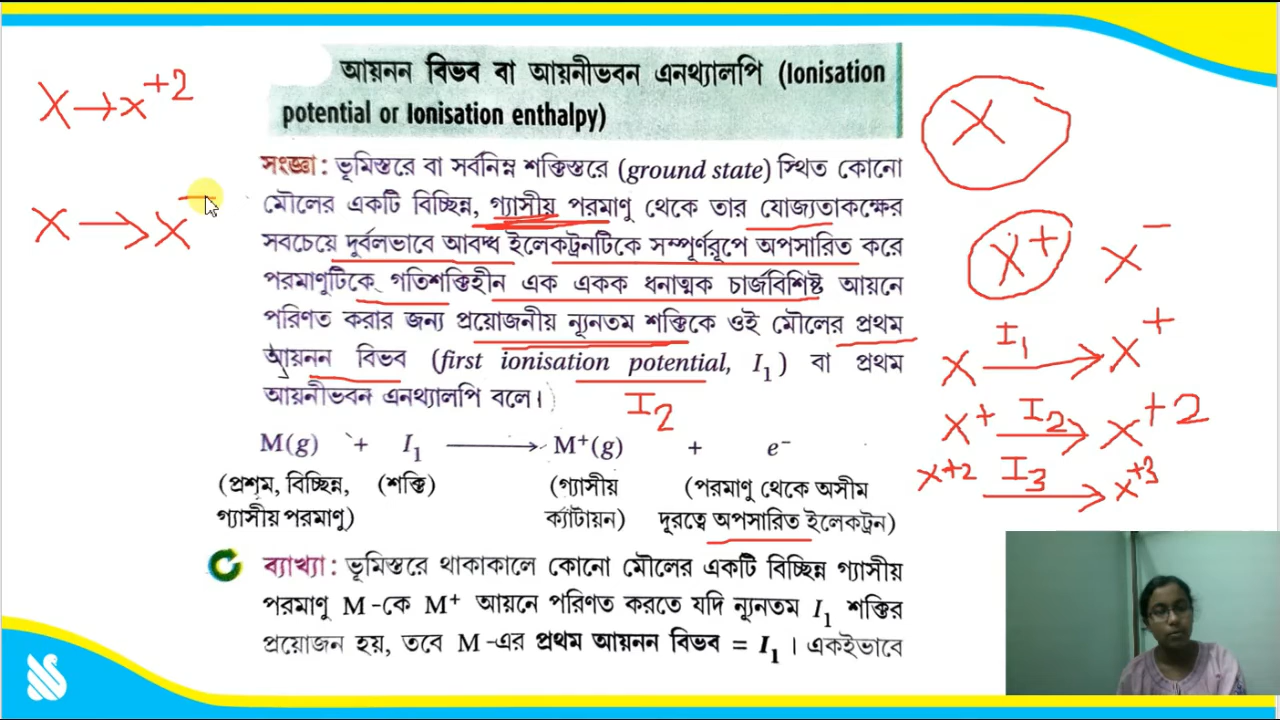 আয়নন বিভব বা আয়নীভবন এনথ্যালপি (Ionisation
potential or Ionisation enthalpy)
সংজ্ঞা: ভূমিস্তরে বা সর্বনিম্ন শক্তিস্তরে (ground state) স্থিত কোনো
মৌলের একটি বিচ্ছিন্ন, গ্যাসীয় পরমাণু থেকে তার যোজ্যতাকক্ষের
সবচেয়ে দুর্বলভাবে আবদ্ধ ইলেকট্রনটিকে সম্পূর্ণরূপে অপসারিত করে
পরমাণুটিকে গতিশক্তিহীন এক একক ধনাত্মক চার্জবিশিষ্ট আয়নে
পরিণত করার জন্য প্রয়োজনীয় ন্যূনতম শক্তিকে ওই মৌলের প্রথম
আয়নন বিভব (first ionisation potential, I₁) বা প্রথম
আয়নীভবন এনথ্যালপি বলে।
I₂
M(g) + I₁ ⟶ M⁺(g) + e⁻
(প্রশম, বিচ্ছিন্ন, (শক্তি) (গ্যাসীয় (পরমাণু থেকে অসীম
গ্যাসীয় পরমাণু) ক্যাটায়ন) দূরত্বে অপসারিত ইলেকট্রন)
ব্যাখ্যা: ভূমিস্তরে থাকাকালে কোনো মৌলের একটি বিচ্ছিন্ন গ্যাসীয়
পরমাণু M-কে M⁺ আয়নে পরিণত করতে যদি ন্যূনতম I₁ শক্তির
প্রয়োজন হয়, তবে M-এর প্রথম আয়নন বিভব = I₁ । একইভাবে
X → X⁺²
X → X⁻
X
X⁺ X⁻
X I₁ → X⁺
X⁺ I₂ → X⁺²
X⁺² I₃ → X⁺³